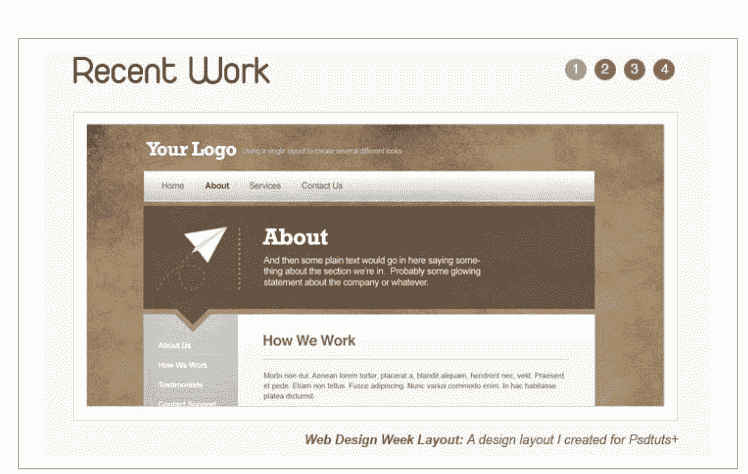 Recent Work
1 2 3 4
Your Logo Using a single layout to create several different looks
Home About Services Contact Us
About
And then some plain text would go in here saying some-
thing about the section we're in. Probably some glowing
statement about the company or whatever.
About Us
How We Work
Testimonials
Contact Support
How We Work
Morbi non dui. Aenean lorem tortor, placerat a, blandit aliquam, hendrerit nec, velit. Praesent
et pede. Etiam non tellus. Fusce adipiscing. Nunc varius commodo enim. In hac habitasse
platea dictumst.
Web Design Week Layout: A design layout I created for Psdtuts+